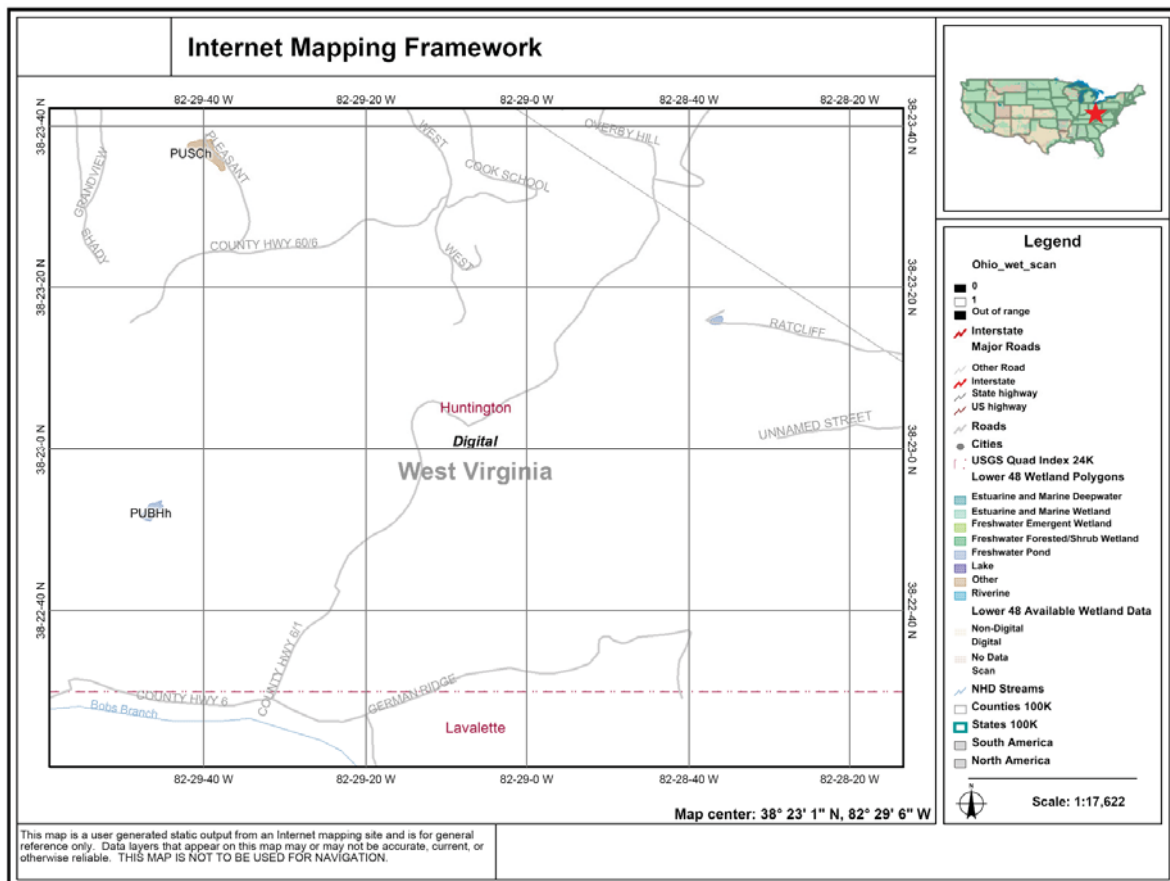 Internet Mapping Framework
82-29-40 W
82-29-20 W
82-29-0 W
82-28-40 W
82-28-20 W
38-23-40 N
38-23-40 N
PUSCh
PLEASANT
GRANDVIEW
SHADY
WEST
COOK SCHOOL
OVERBY HILL
COUNTY HWY 60/6
WEST
38-23-20 N
38-23-20 N
RATCLIFF
Huntington
UNNAMED STREET
Digital
38-23-0 N
38-23-0 N
West Virginia
PUBHh
38-22-40 N
38-22-40 N
COUNTY HWY 6/1
COUNTY HWY 6
GERMAN RIDGE
Bobs Branch
Lavalette
82-29-40 W
82-29-20 W
82-29-0 W
82-28-40 W
82-28-20 W
Map center: 38° 23' 1" N, 82° 29' 6" W
Legend
Ohio_wet_scan
0
1
Out of range
Interstate
Major Roads
Other Road
Interstate
State highway
US highway
Roads
Cities
USGS Quad Index 24K
Lower 48 Wetland Polygons
Estuarine and Marine Deepwater
Estuarine and Marine Wetland
Freshwater Emergent Wetland
Freshwater Forested/Shrub Wetland
Freshwater Pond
Lake
Other
Riverine
Lower 48 Available Wetland Data
Non-Digital
Digital
No Data
Scan
NHD Streams
Counties 100K
States 100K
South America
North America
N
Scale: 1:17,622
This map is a user generated static output from an Internet mapping site and is for general
reference only. Data layers that appear on this map may or may not be accurate, current, or
otherwise reliable. THIS MAP IS NOT TO BE USED FOR NAVIGATION.